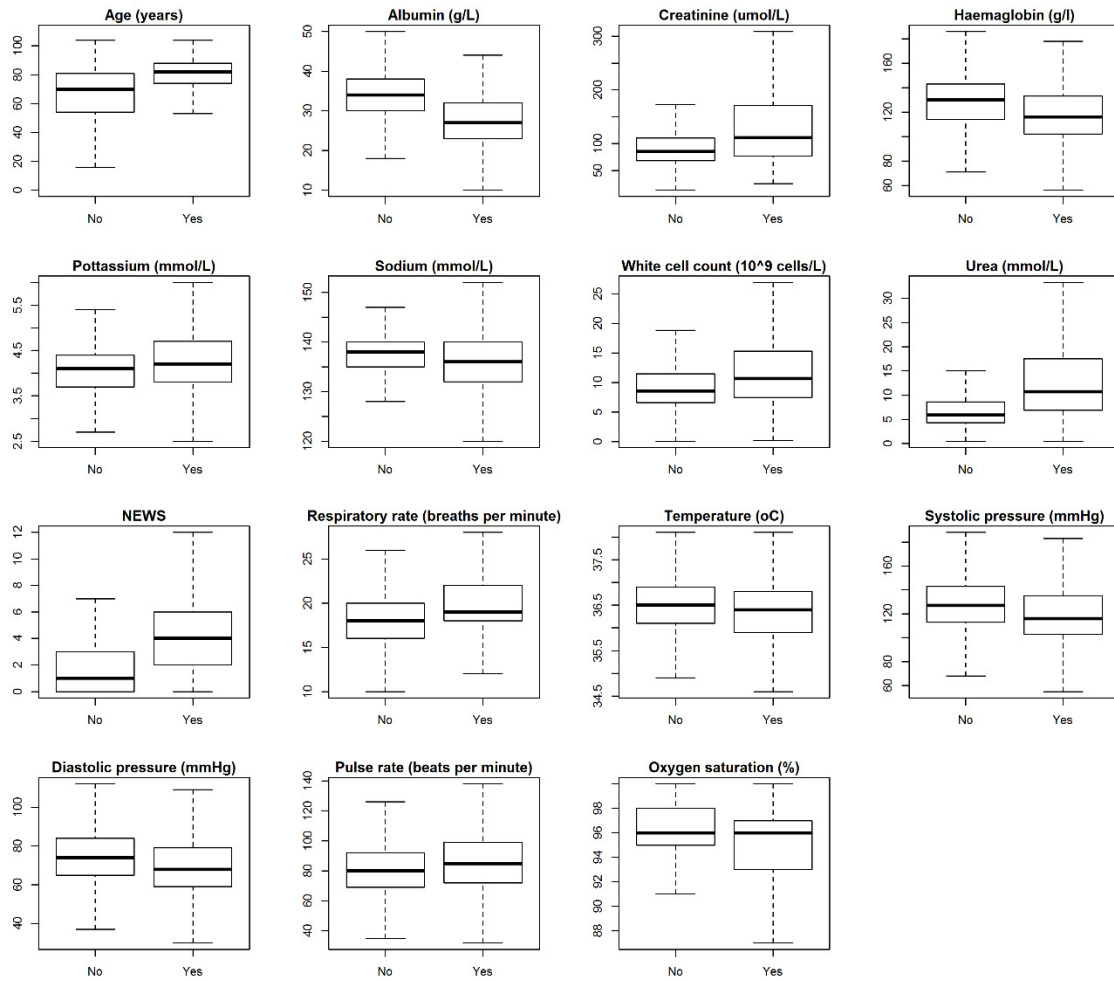 Age (years)
100
80
60
40
20
0
No Yes
Albumin (g/L)
50
40
30
20
10
No Yes
Creatinine (umol/L)
300
200
100
50
No Yes
Haemaglobin (g/l)
160
120
80
60
No Yes
Pottassium (mmol/L)
5.5
4.5
3.5
2.5
No Yes
Sodium (mmol/L)
150
140
130
120
No Yes
White cell count (10^9 cells/L)
25
20
15
10
5
0
No Yes
Urea (mmol/L)
30
25
20
15
10
5
0
No Yes
NEWS
12
10
8
6
4
2
0
No Yes
Respiratory rate (breaths per minute)
25
20
15
10
No Yes
Temperature (oC)
37.5
36.5
35.5
34.5
No Yes
Systolic pressure (mmHg)
160
120
80
60
No Yes
Diastolic pressure (mmHg)
100
80
60
40
No Yes
Pulse rate (beats per minute)
140
120
100
80
60
40
No Yes
Oxygen saturation (%)
98
96
94
92
90
88
No Yes